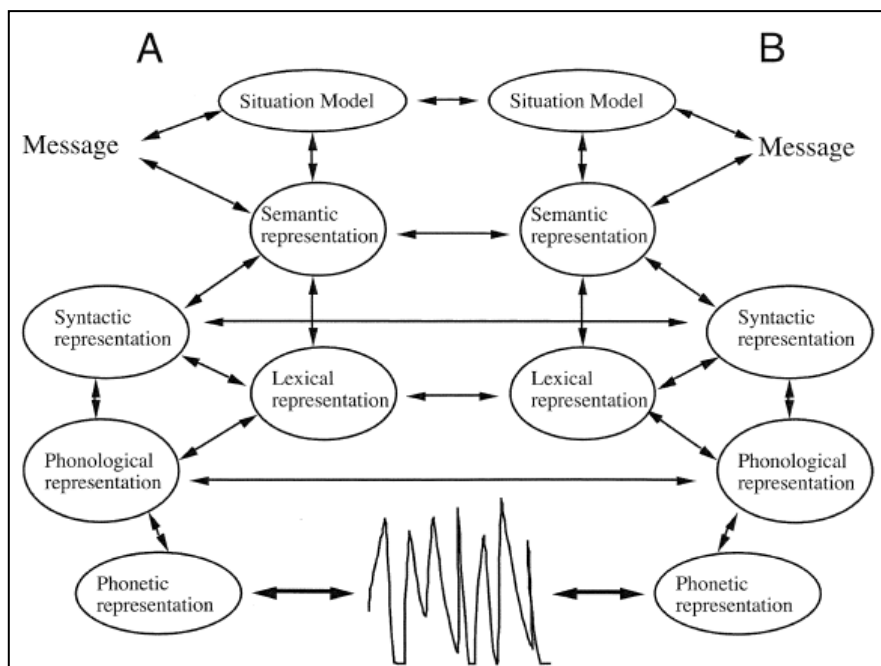 A
B
Situation Model
Situation Model
Message
Message
Semantic
representation
Semantic
representation
Syntactic
representation
Syntactic
representation
Lexical
representation
Lexical
representation
Phonological
representation
Phonological
representation
Phonetic
representation
Phonetic
representation